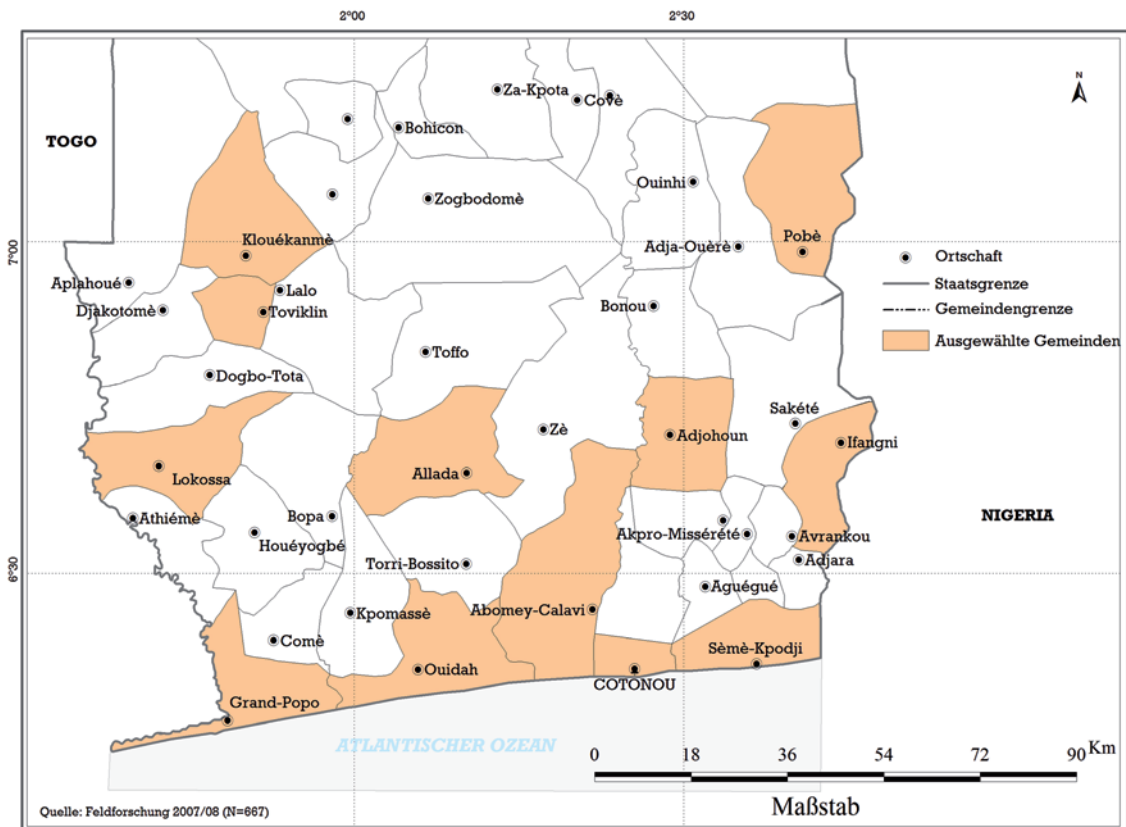 2°00
2°30
N
TOGO
Za-Kpota
Covè
Bohicon
Ouinhi
Zogbodomè
Klouékanmè
Adja-Ouèrè
Pobè
7°00
Ortschaft
Aplahoué
Lalo
Staatsgrenze
Djakotomè
Toviklin
Bonou
Gemeindengrenze
Ausgewählte Gemeinden
Toffo
Dogbo-Tota
Sakété
Zè
Adjohoun
Ifangni
Lokossa
Allada
Athiémè
Bopa
NIGERIA
Houéyogbé
Akpro-Missérété
Avrankou
Adjara
Torri-Bossito
6°30
Aguégué
Abomey-Calavi
Kpomassè
Comè
Sèmè-Kpodji
Ouidah
COTONOU
Grand-Popo
ATLANTISCHER OZEAN
0 18 36 54 72 90 Km
Maßstab
Quelle: Feldforschung 2007/08 (N=667)